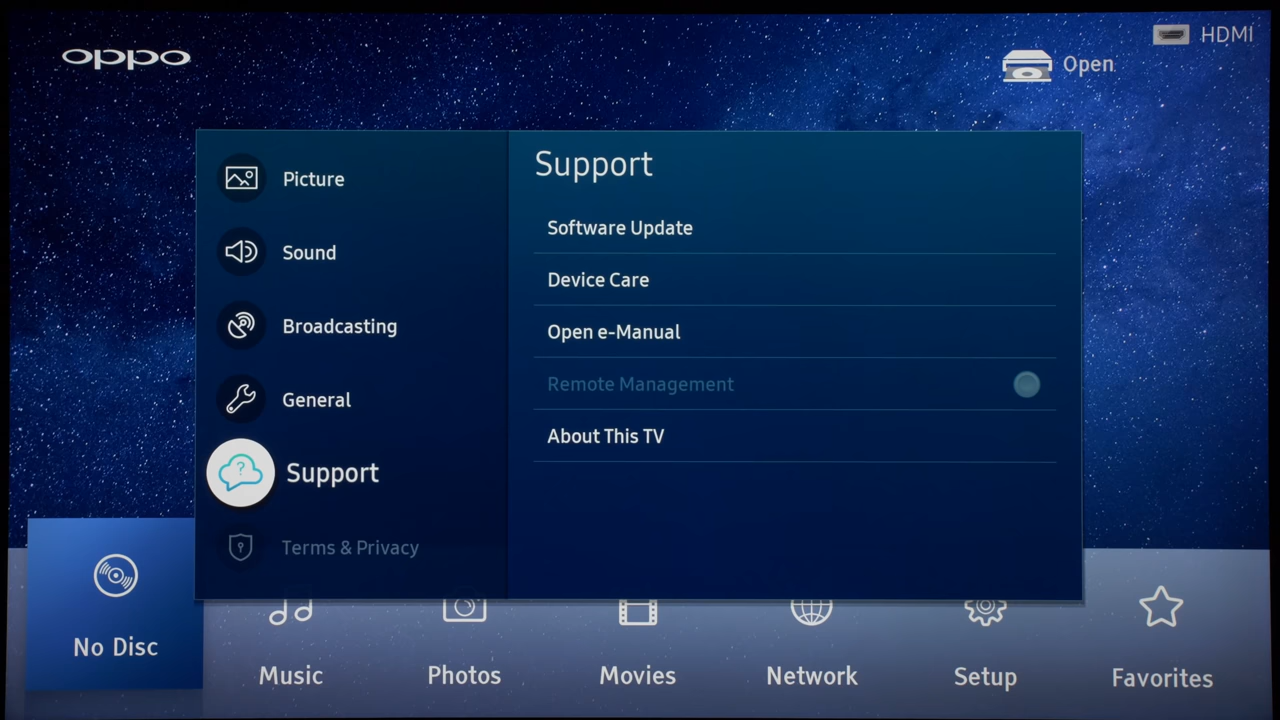 oppo
HDMI
Open
Picture
Sound
Broadcasting
General
Support
Terms & Privacy
Support
Software Update
Device Care
Open e-Manual
Remote Management
About This TV
No Disc
Music
Photos
Movies
Network
Setup
Favorites